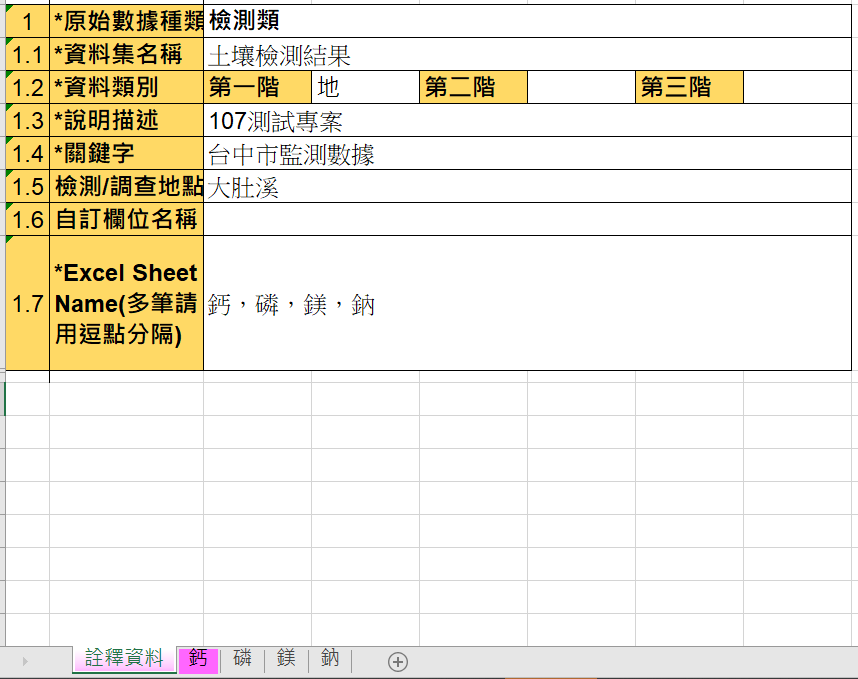 1 *原始數據種類 檢測類
1.1 *資料集名稱 土壤檢測結果
1.2 *資料類別 第一階 地 第二階 第三階
1.3 *說明描述 107測試專案
1.4 *關鍵字 台中市監測數據
1.5 檢測/調查地點 大肚溪
1.6 自訂欄位名稱
*Excel Sheet
1.7 Name(多筆請 鈣，磷，鎂，鈉
用逗點分隔)
詮釋資料 鈣 磷 鎂 鈉